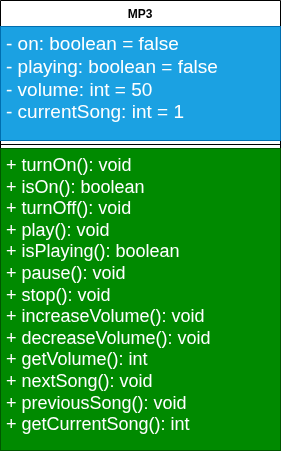 MP3
- on: boolean = false
- playing: boolean = false
- volume: int = 50
- currentSong: int = 1
+ turnOn(): void
+ isOn(): boolean
+ turnOff(): void
+ play(): void
+ isPlaying(): boolean
+ pause(): void
+ stop(): void
+ increaseVolume(): void
+ decreaseVolume(): void
+ getVolume(): int
+ nextSong(): void
+ previousSong(): void
+ getCurrentSong(): int